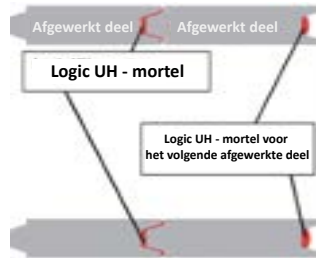 Afgewerkt deel Afgewerkt deel
Logic UH - mortel
Logic UH - mortel voor
het volgende afgewerkte deel